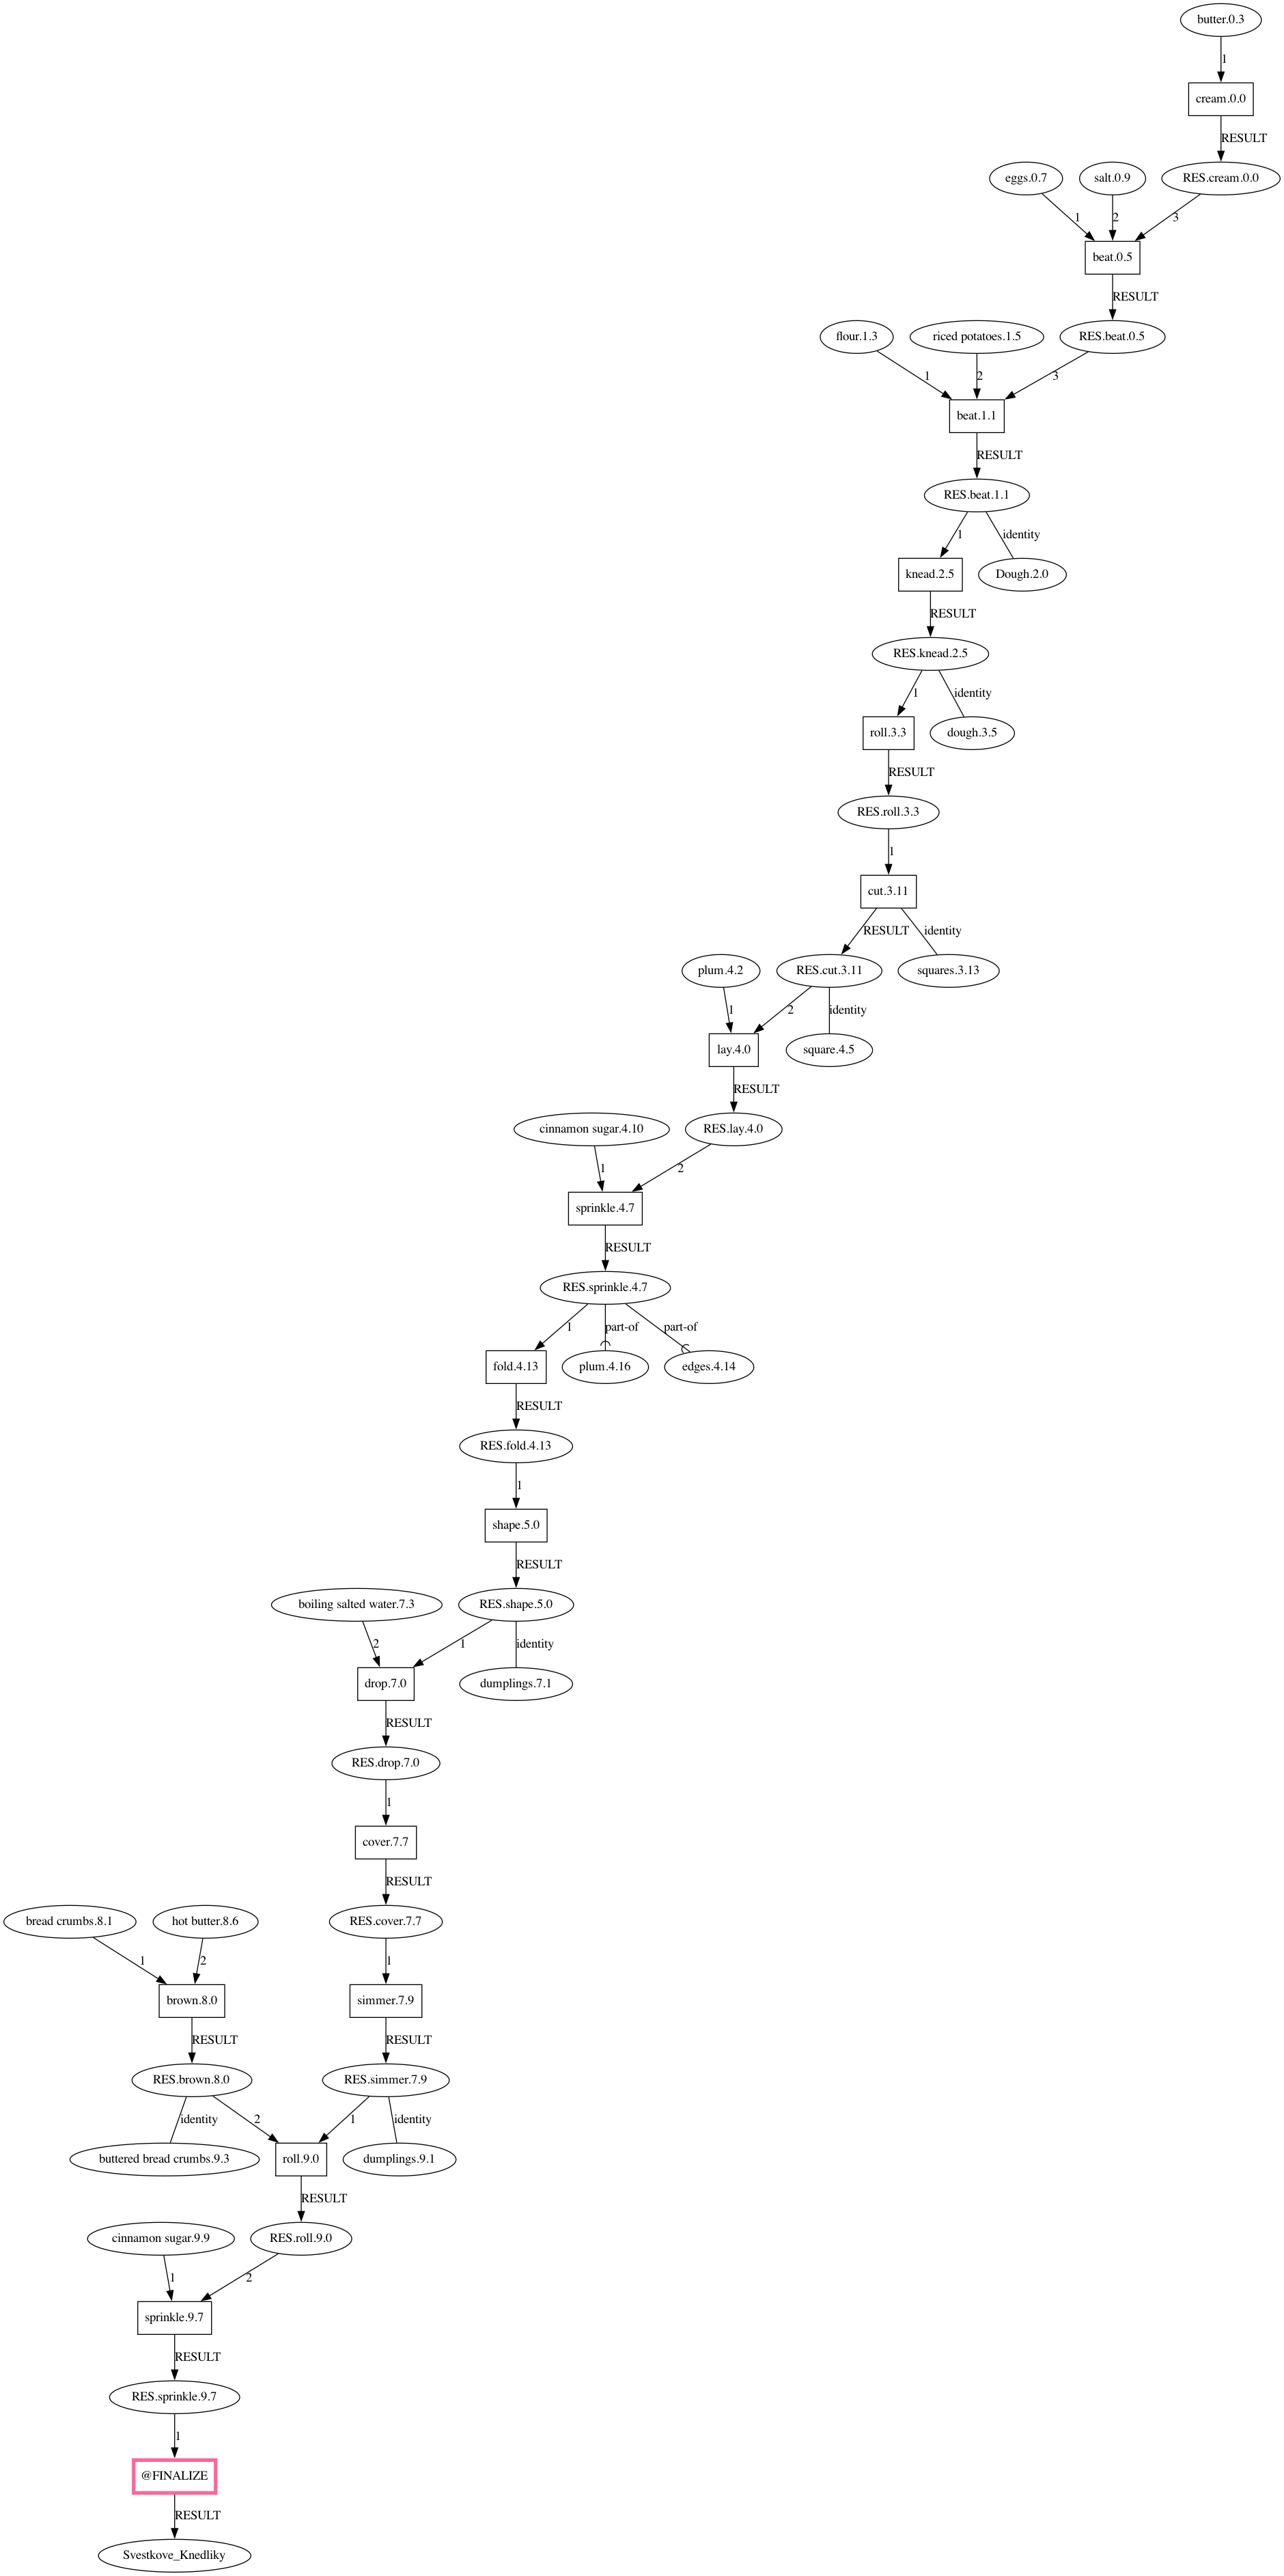 butter.0.3
1
cream.0.0
RESULT
eggs.0.7
salt.0.9
RES.cream.0.0
1
2
3
beat.0.5
RESULT
flour.1.3
riced potatoes.1.5
RES.beat.0.5
1
2
3
beat.1.1
RESULT
RES.beat.1.1
1
identity
knead.2.5
Dough.2.0
RESULT
RES.knead.2.5
1
identity
roll.3.3
dough.3.5
RESULT
RES.roll.3.3
1
cut.3.11
RESULT
identity
plum.4.2
RES.cut.3.11
squares.3.13
1
2
identity
lay.4.0
square.4.5
RESULT
cinnamon sugar.4.10
RES.lay.4.0
1
2
sprinkle.4.7
RESULT
RES.sprinkle.4.7
1
part-of
part-of
fold.4.13
plum.4.16
edges.4.14
RESULT
RES.fold.4.13
1
shape.5.0
RESULT
boiling salted water.7.3
RES.shape.5.0
2
1
identity
drop.7.0
dumplings.7.1
RESULT
RES.drop.7.0
1
cover.7.7
RESULT
bread crumbs.8.1
hot butter.8.6
RES.cover.7.7
1
2
1
brown.8.0
simmer.7.9
RESULT
RESULT
RES.brown.8.0
RES.simmer.7.9
identity
2
1
identity
buttered bread crumbs.9.3
roll.9.0
dumplings.9.1
RESULT
cinnamon sugar.9.9
RES.roll.9.0
1
2
sprinkle.9.7
RESULT
RES.sprinkle.9.7
1
@FINALIZE
RESULT
Svestkove_Knedliky